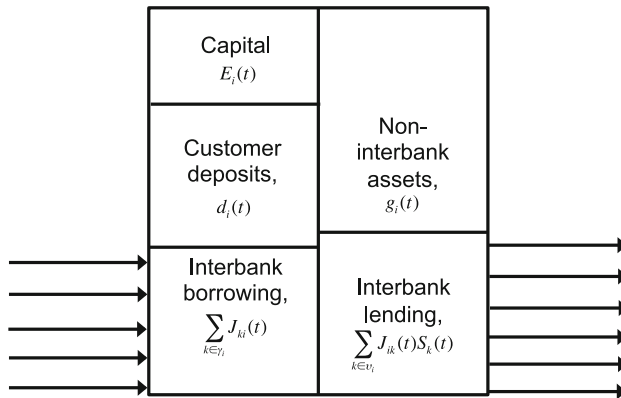 Capital
E_i(t)
Customer
deposits,
d_i(t)
Interbank
borrowing,
∑_{k∈γ_i} J_{ki}(t)
Non-
interbank
assets,
g_i(t)
Interbank
lending,
∑_{k∈υ_i} J_{ik}(t)S_k(t)